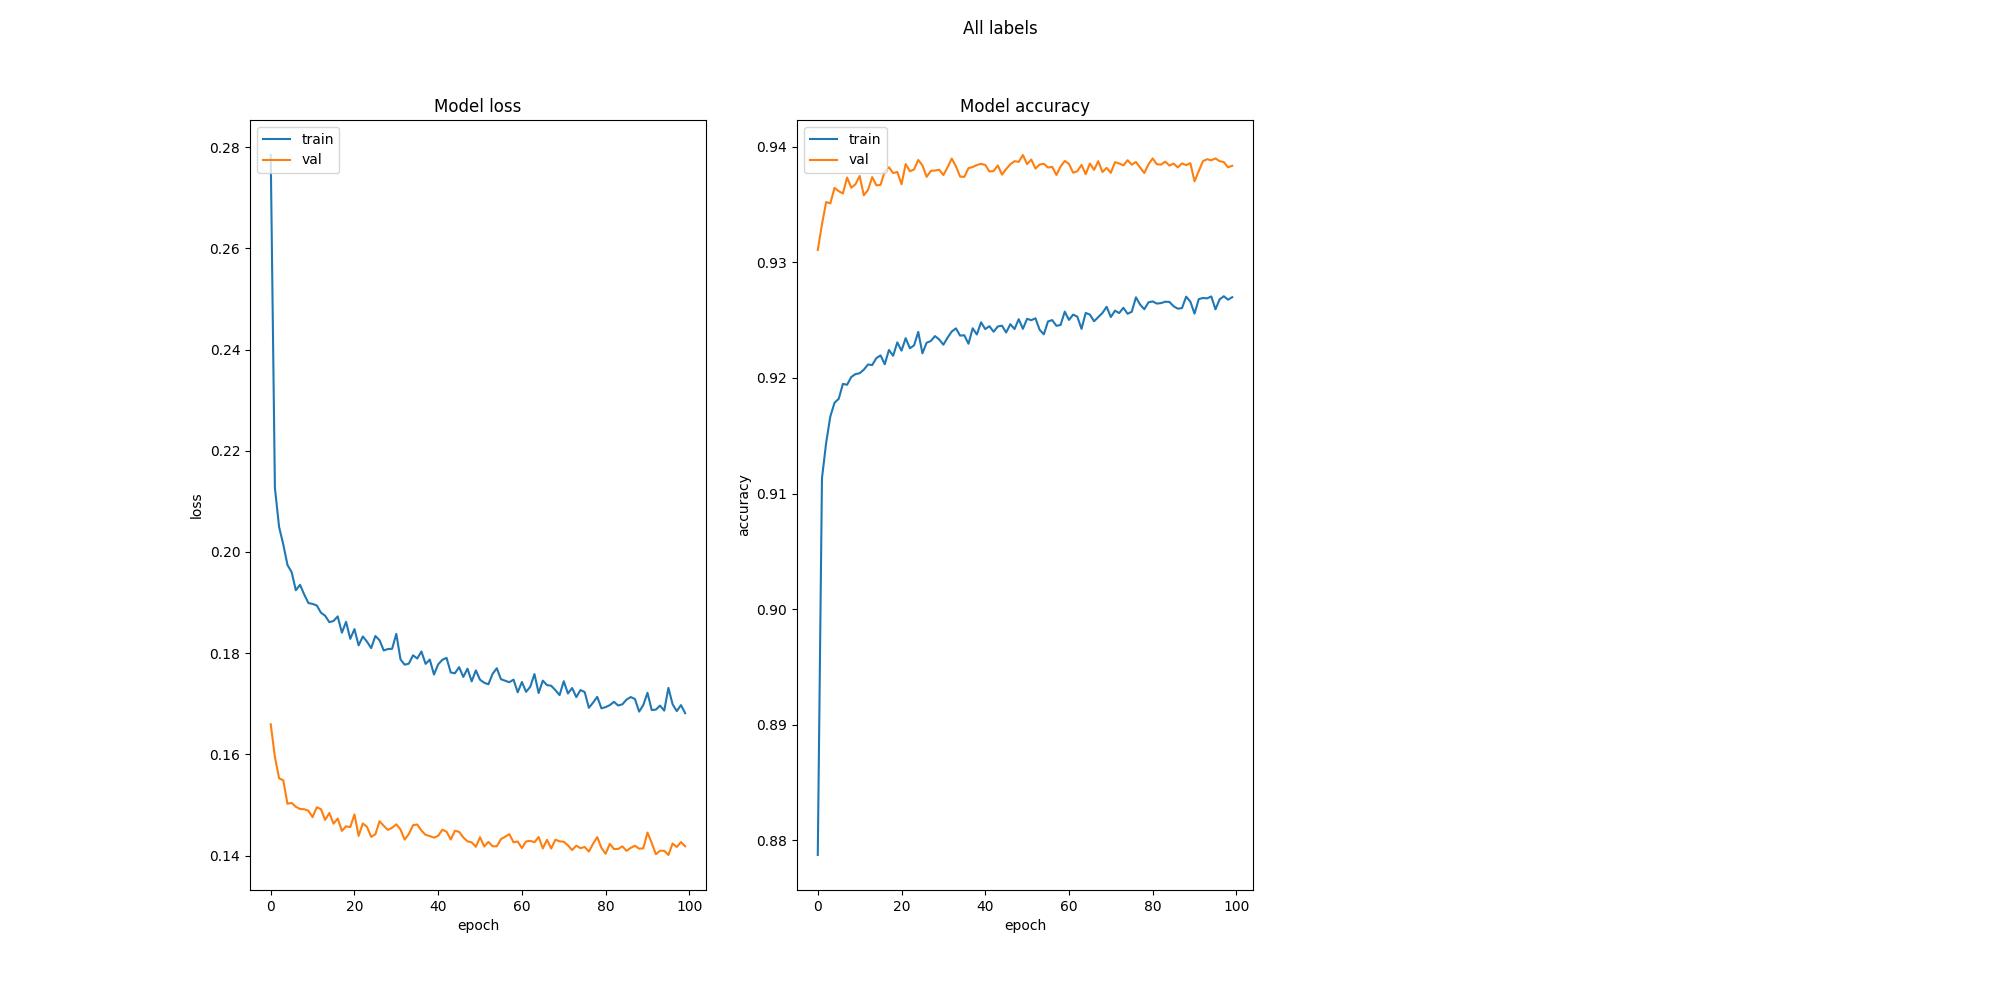 All labels
Model loss
train
val
0.28
0.26
0.24
0.22
0.20
0.18
0.16
0.14
loss
0 20 40 60 80 100
epoch
Model accuracy
train
val
0.94
0.93
0.92
0.91
0.90
0.89
0.88
accuracy
0 20 40 60 80 100
epoch